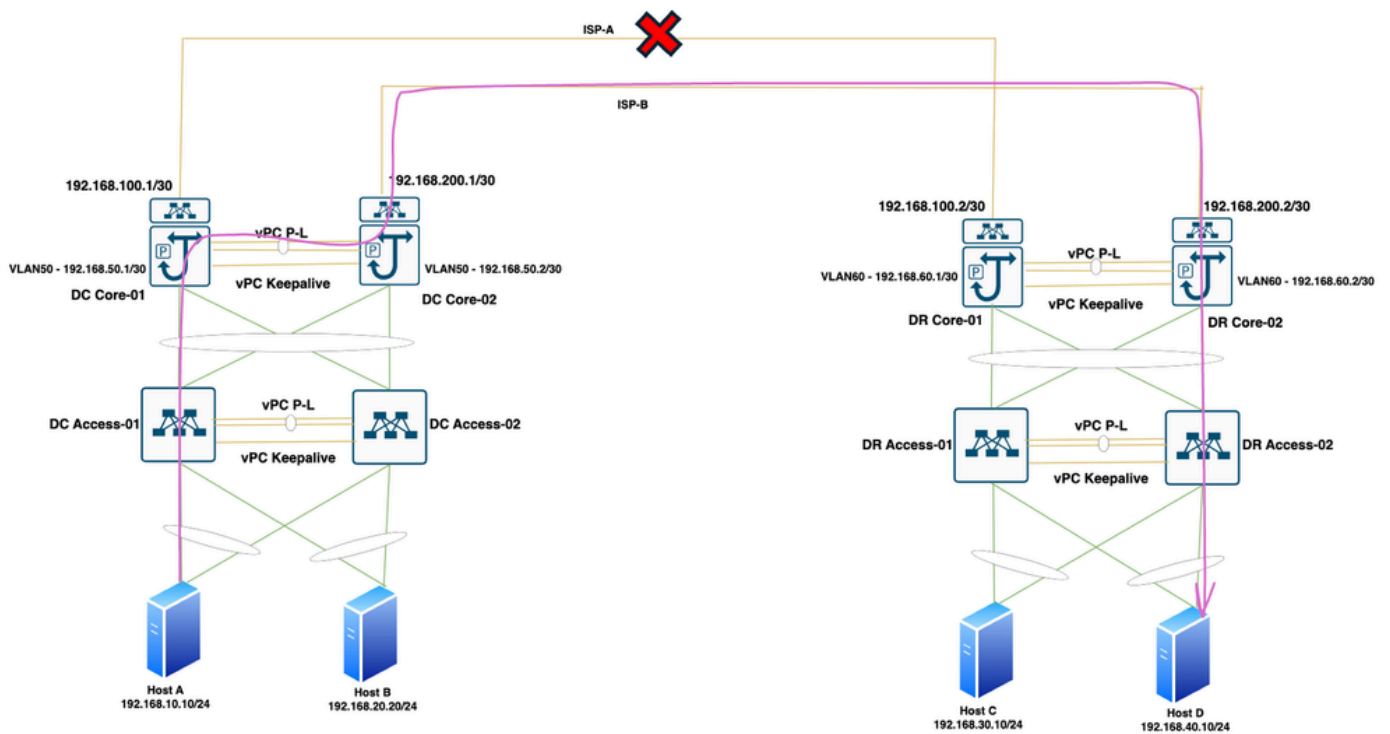 ISP-A
ISP-B
192.168.100.1/30
192.168.200.1/30
192.168.100.2/30
192.168.200.2/30
vPC P-L
P
P
VLAN50 - 192.168.50.1/30
VLAN50 - 192.168.50.2/30
vPC Keepalive
DC Core-01
DC Core-02
vPC P-L
P
P
VLAN60 - 192.168.60.1/30
VLAN60 - 192.168.60.2/30
vPC Keepalive
DR Core-01
DR Core-02
vPC P-L
DC Access-01
DC Access-02
vPC Keepalive
vPC P-L
DR Access-01
DR Access-02
vPC Keepalive
Host A
192.168.10.10/24
Host B
192.168.20.20/24
Host C
192.168.30.10/24
Host D
192.168.40.10/24